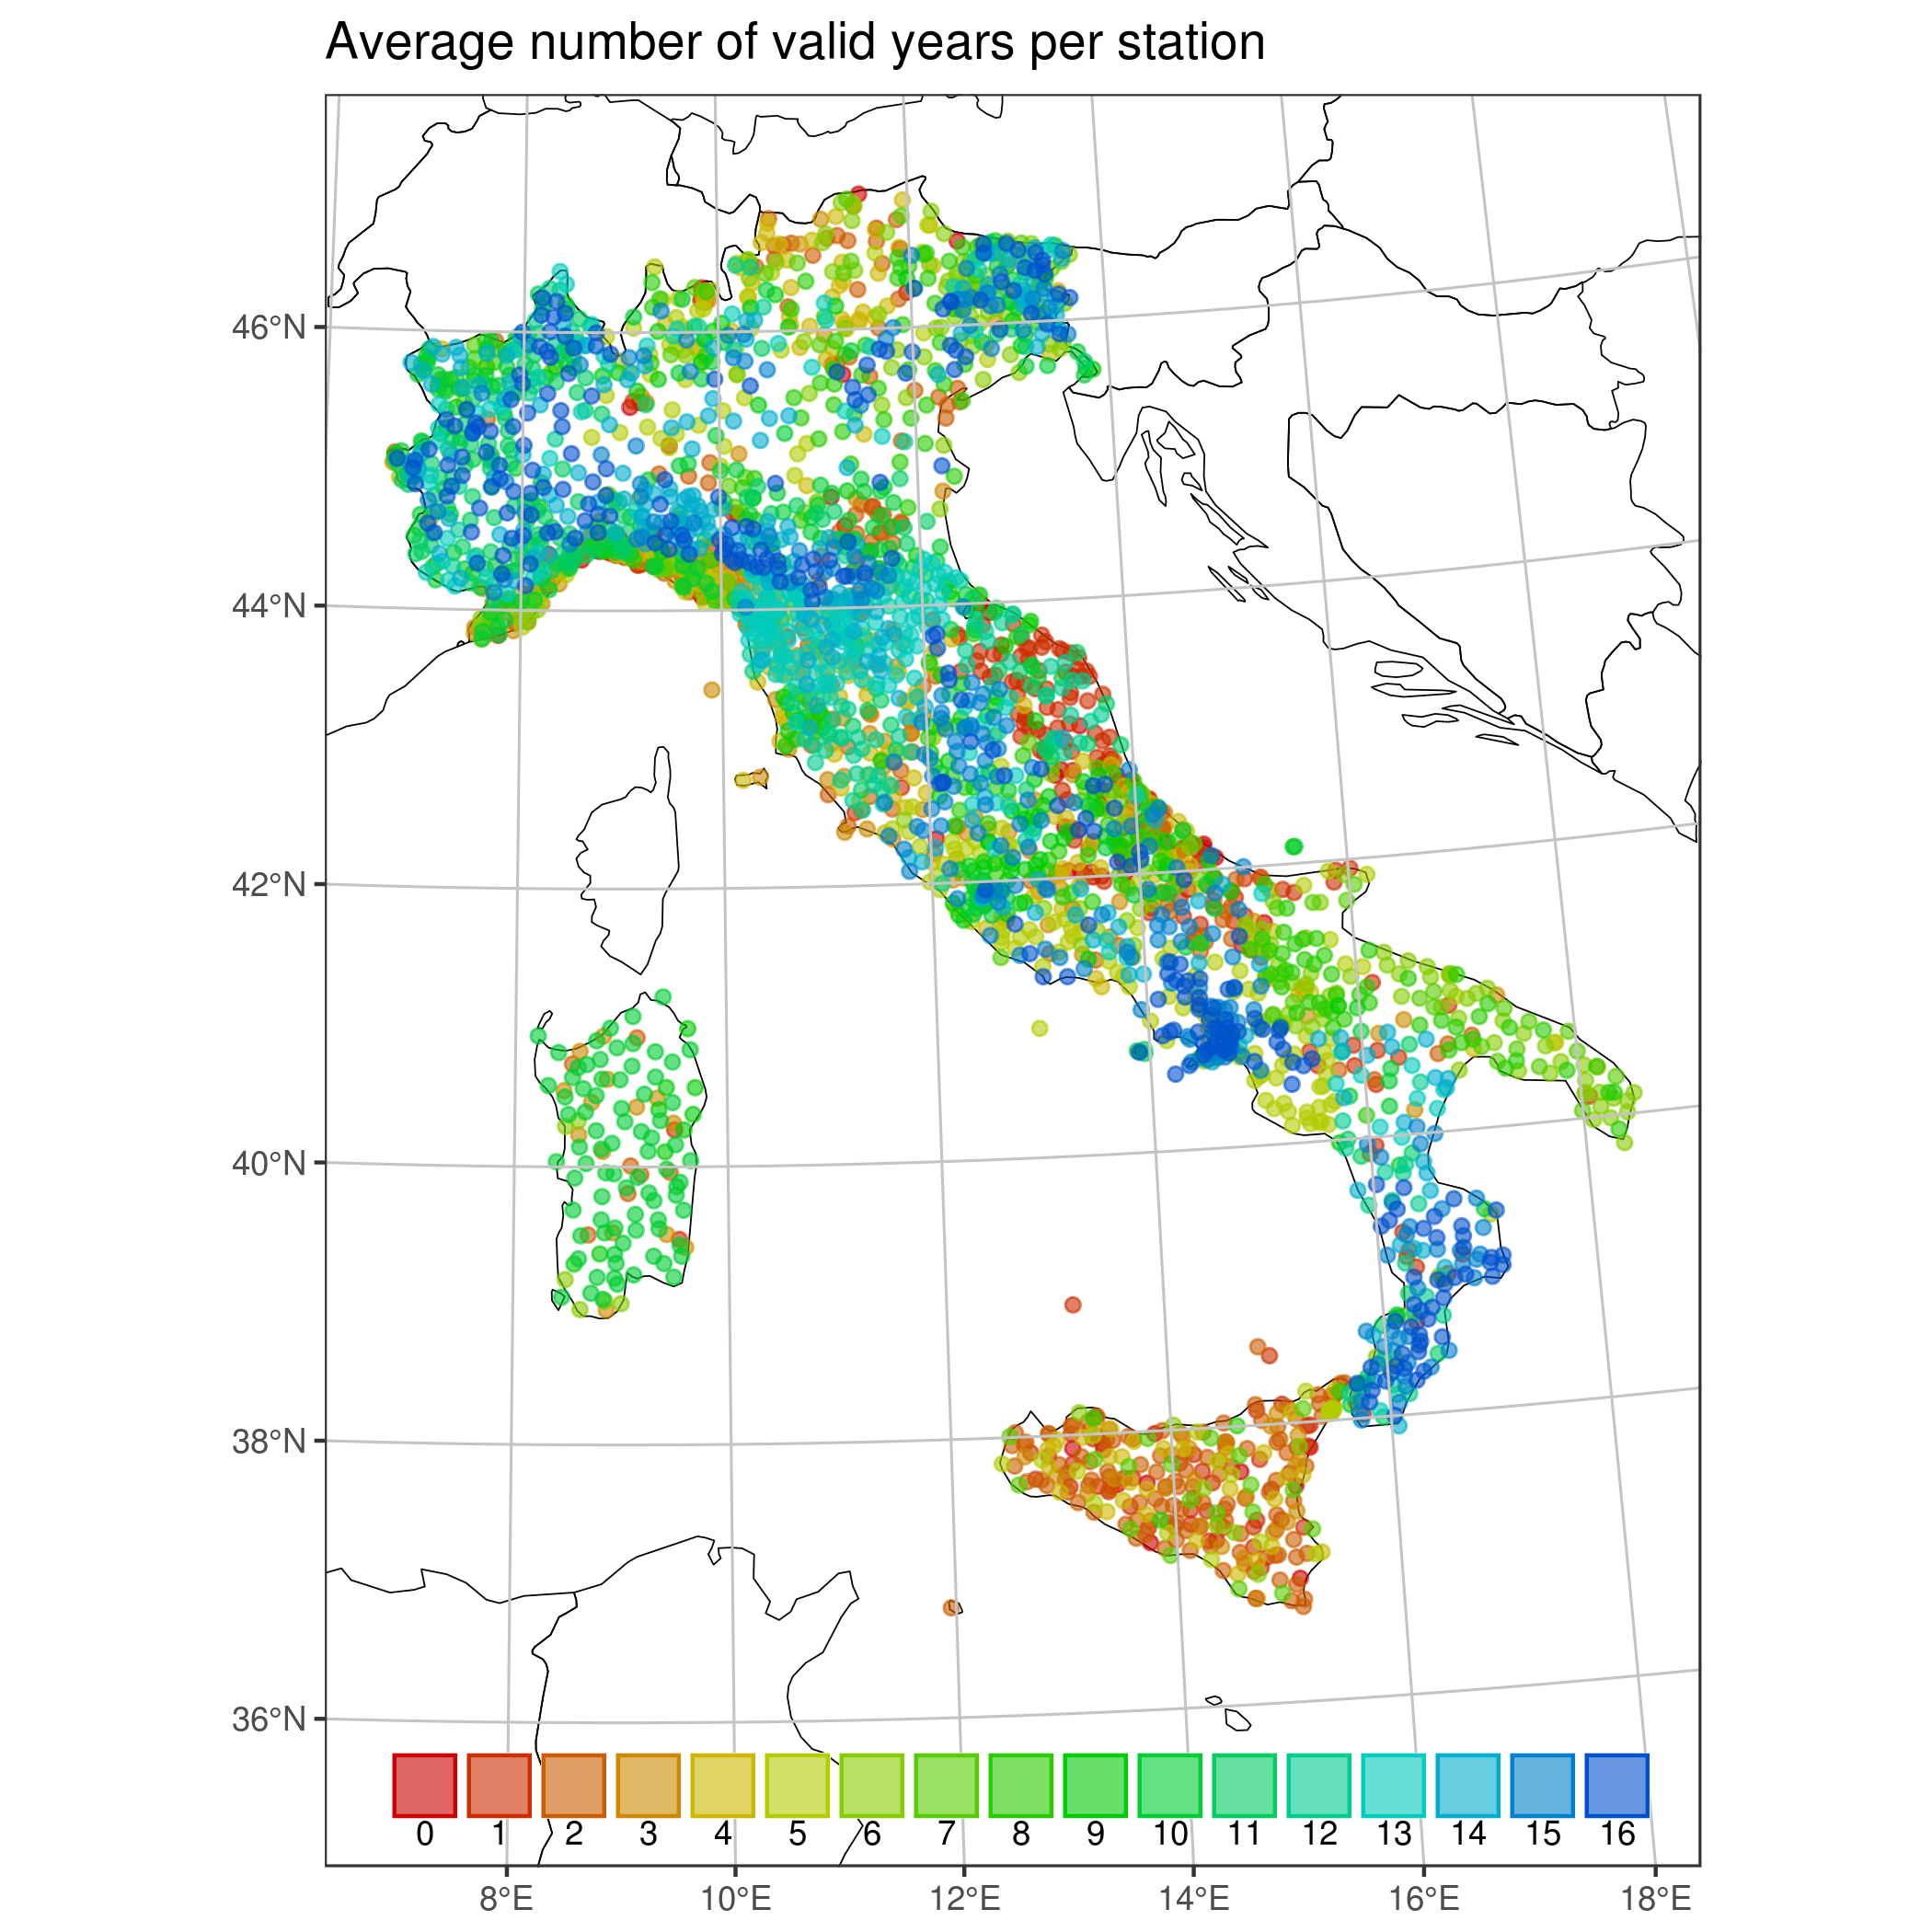 Average number of valid years per station
46°N
44°N
42°N
40°N
38°N
36°N
0 1 2 3 4 5 6 7 8 9 10 11 12 13 14 15 16
8°E 10°E 12°E 14°E 16°E 18°E